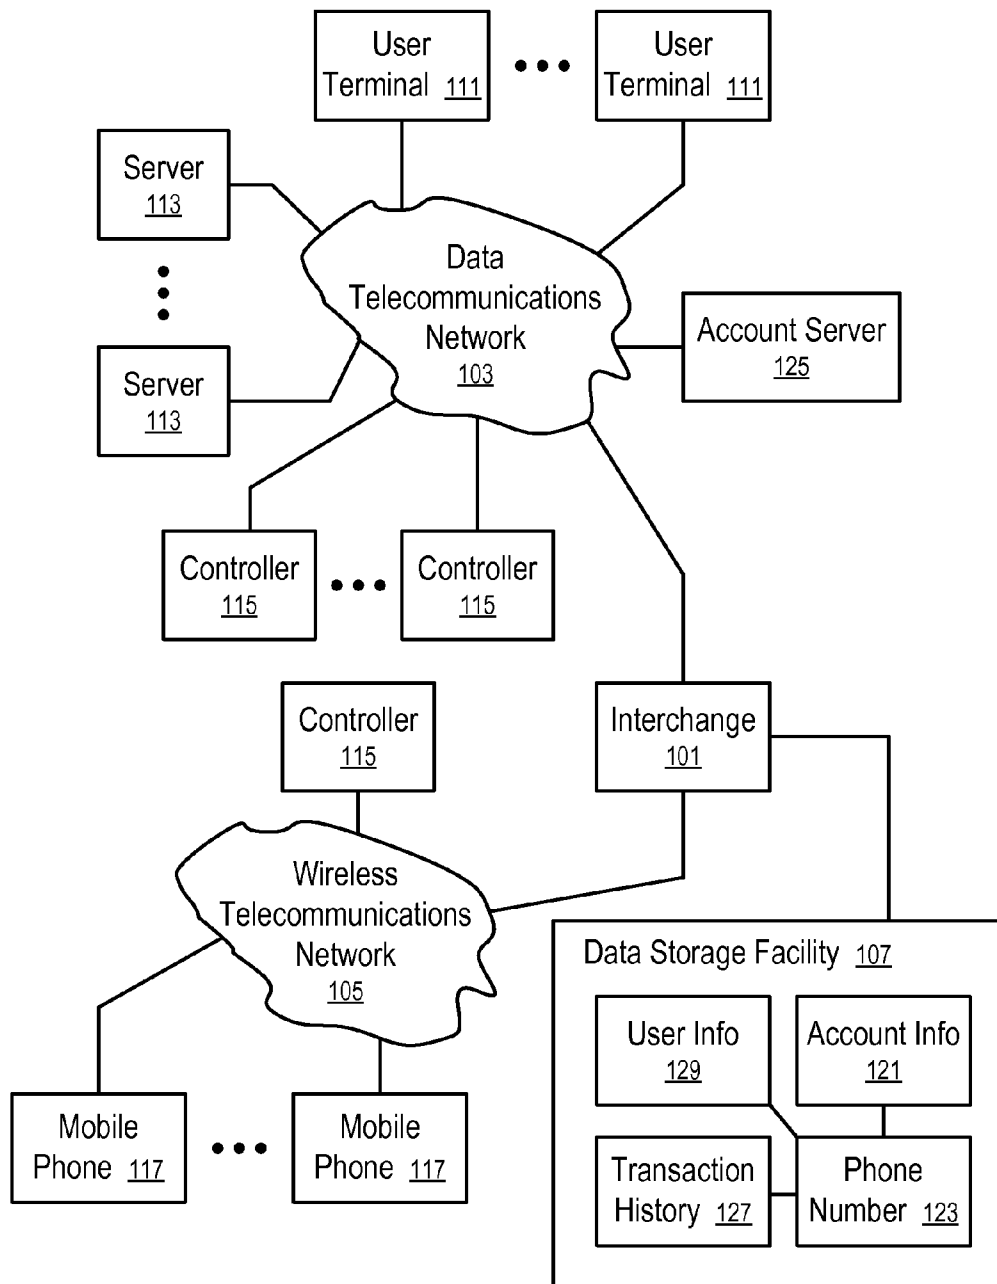 User
Terminal 111
User
Terminal 111
Server
113
Data
Telecommunications
Network
103
Account Server
125
Server
113
Controller
115
Controller
115
Controller
115
Interchange
101
Wireless
Telecommunications
Network
105
Data Storage Facility 107
User Info
129
Account Info
121
Mobile
Phone 117
Mobile
Phone 117
Transaction
History 127
Phone
Number 123